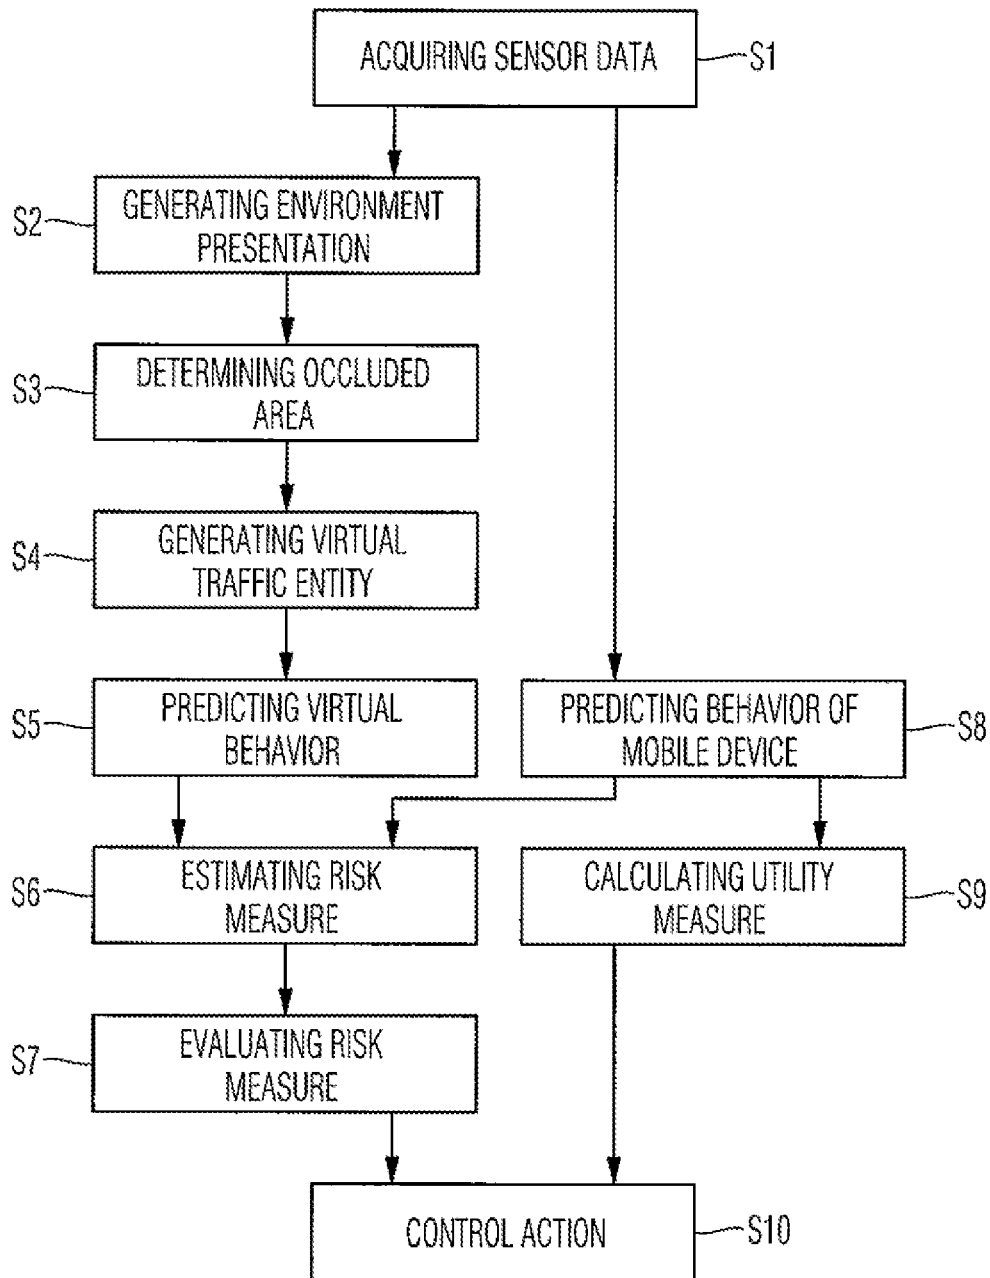 ACQUIRING SENSOR DATA
S1
S2
GENERATING ENVIRONMENT
PRESENTATION
S3
DETERMINING OCCLUDED
AREA
S4
GENERATING VIRTUAL
TRAFFIC ENTITY
S5
PREDICTING VIRTUAL
BEHAVIOR
PREDICTING BEHAVIOR OF
MOBILE DEVICE
S8
S6
ESTIMATING RISK
MEASURE
CALCULATING UTILITY
MEASURE
S9
S7
EVALUATING RISK
MEASURE
CONTROL ACTION
S10